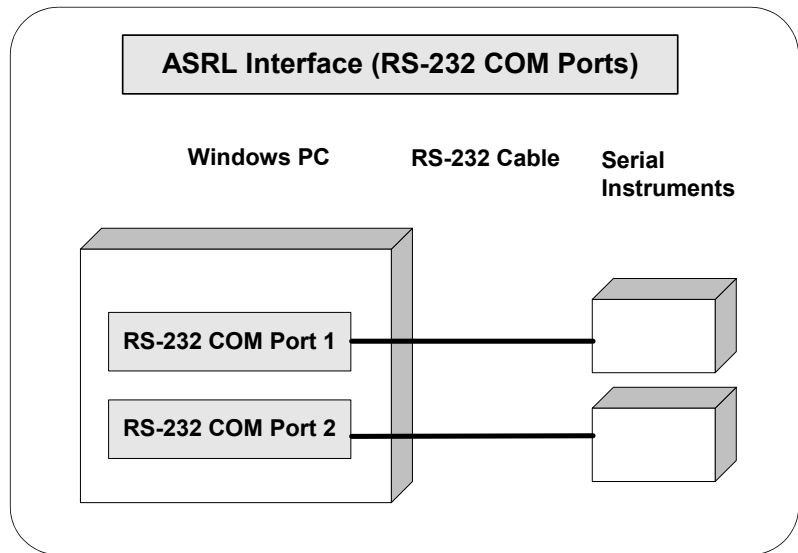 ASRL Interface (RS-232 COM Ports)
Windows PC
RS-232 Cable
Serial
Instruments
RS-232 COM Port 1
RS-232 COM Port 2